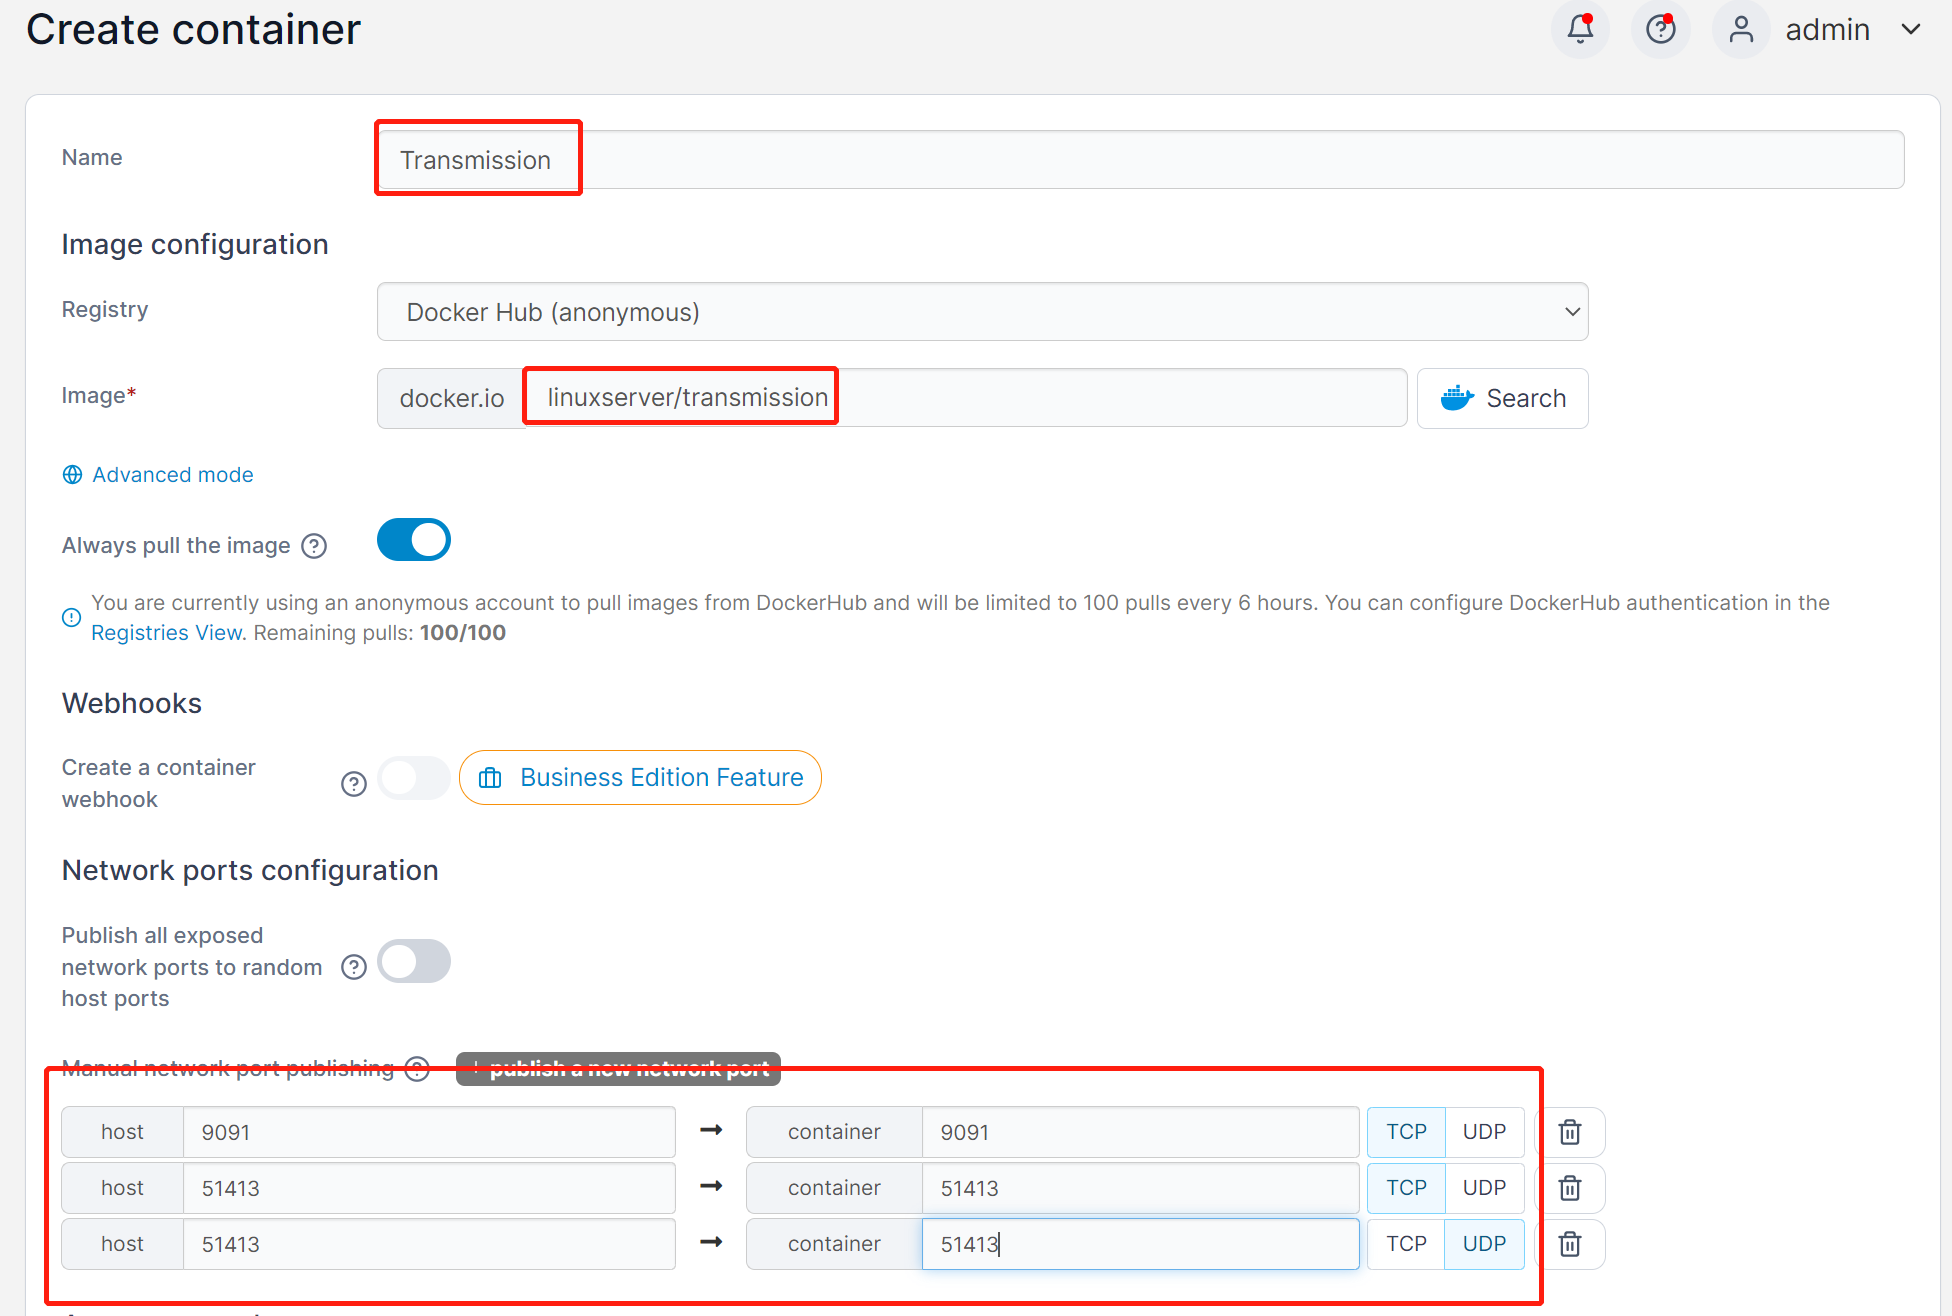 Create container
admin
Name
Transmission
Image configuration
Registry
Docker Hub (anonymous)
Image*
docker.io
linuxserver/transmission
Search
Advanced mode
Always pull the image
You are currently using an anonymous account to pull images from DockerHub and will be limited to 100 pulls every 6 hours. You can configure DockerHub authentication in the
Registries View. Remaining pulls: 100/100
Webhooks
Create a container
webhook
Business Edition Feature
Network ports configuration
Publish all exposed
network ports to random
host ports
Manual network port publishing
+ publish a new network port
host 9091 → container 9091 TCP UDP
host 51413 → container 51413 TCP UDP
host 51413 → container 51413 TCP UDP